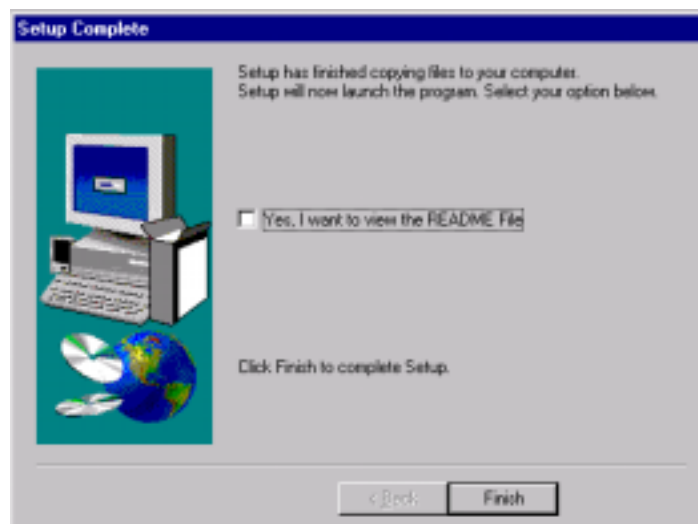 Setup Complete
Setup has finished copying files to your computer.
Setup will now launch the program. Select your option below.
Yes, I want to view the README File
Click Finish to complete Setup.
< Back
Finish